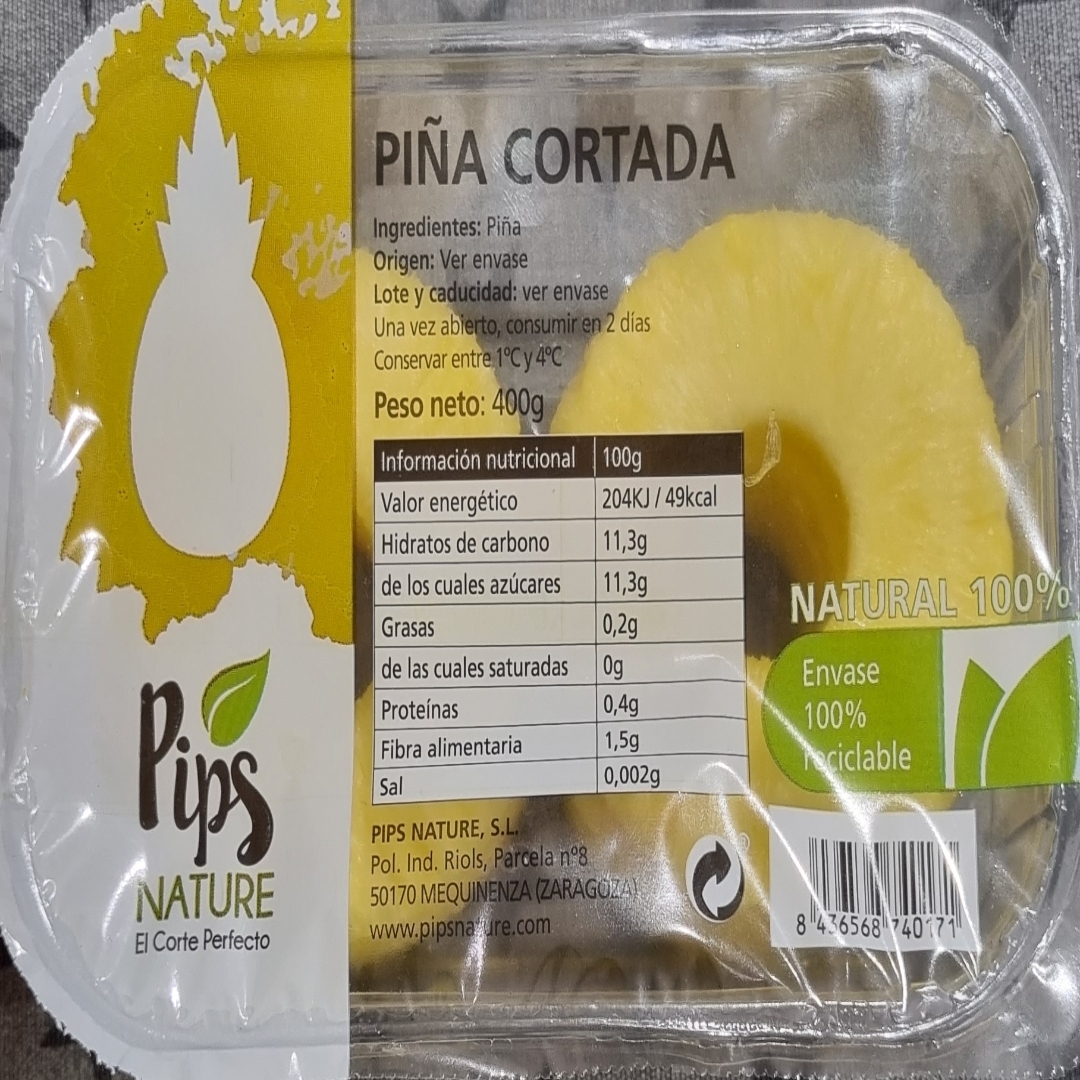 PIÑA CORTADA
Ingredientes: Piña
Origen: Ver envase
Lote y caducidad: ver envase
Una vez abierto, consumir en 2 días
Conservar entre 1ºC y 4ºC
Peso neto: 400g
Información nutricional 100g
Valor energético 204KJ / 49kcal
Hidratos de carbono 11,3g
de los cuales azúcares 11,3g
Grasas 0,2g
de las cuales saturadas 0g
Proteínas 0,4g
Fibra alimentaria 1,5g
Sal 0,002g
PIPS NATURE, S.L.
Pol. Ind. Riols, Parcela nº8
50170 MEQUINENZA (ZARAGOZA)
www.pipsnature.com
Pips
NATURE
El Corte Perfecto
NATURAL 100%
Envase
100%
reciclable
8 436568 740171